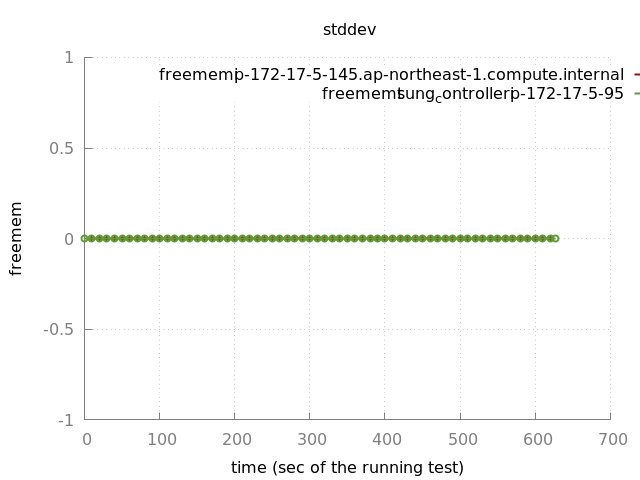 stddev
1
freememip-172-17-5-145.ap-northeast-1.compute.internal
freememtsung_controllerip-172-17-5-95
0.5
freemem
0
-0.5
-1
0 100 200 300 400 500 600 700
time (sec of the running test)